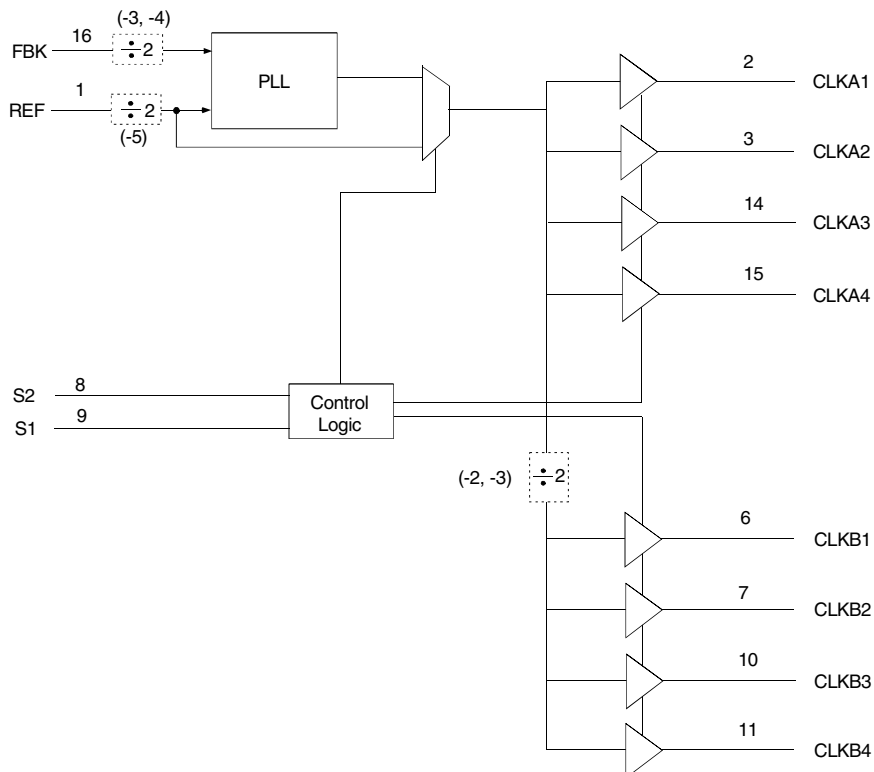 (-3, -4)
FBK 16 ÷2
PLL
REF 1 ÷2
(-5)
2 CLKA1
3 CLKA2
14 CLKA3
15 CLKA4
S2 8
S1 9
Control
Logic
(-2, -3) ÷2
6 CLKB1
7 CLKB2
10 CLKB3
11 CLKB4